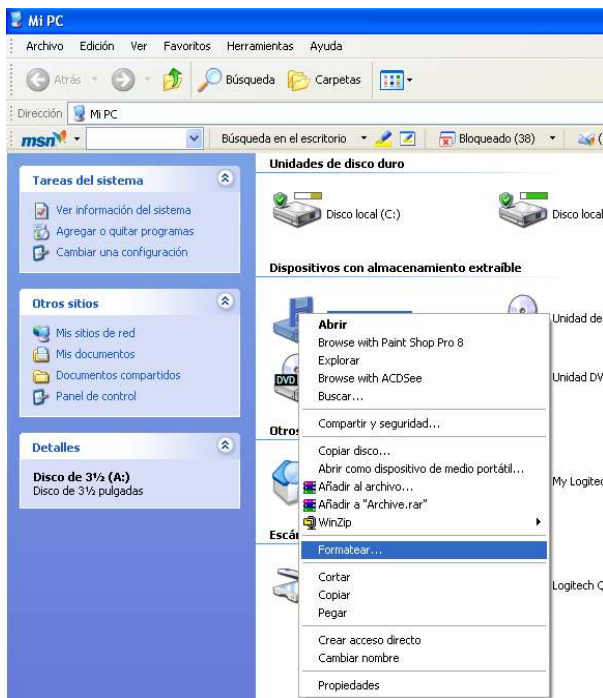 Mi PC
Archivo Edición Ver Favoritos Herramientas Ayuda
Atrás Búsqueda Carpetas
Dirección Mi PC
msn Búsqueda en el escritorio Bloqueado (38) (
Tareas del sistema
Ver información del sistema
Agregar o quitar programas
Cambiar una configuración
Otros sitios
Mis sitios de red
Mis documentos
Documentos compartidos
Panel de control
Detalles
Disco de 3½ (A:)
Disco de 3½ pulgadas
Unidades de disco duro
Disco local (C:) Disco local
Dispositivos con almacenamiento extraíble
Unidad de
DVD Unidad DV
Otros
My Logitec
Escá
Logitech Q
Abrir
Browse with Paint Shop Pro 8
Explorar
Browse with ACDSee
Buscar...
Compartir y seguridad...
Copiar disco...
Abrir como dispositivo de medio portátil...
Añadir al archivo...
Añadir a "Archive.rar"
WinZip
Formatear...
Cortar
Copiar
Pegar
Crear acceso directo
Cambiar nombre
Propiedades